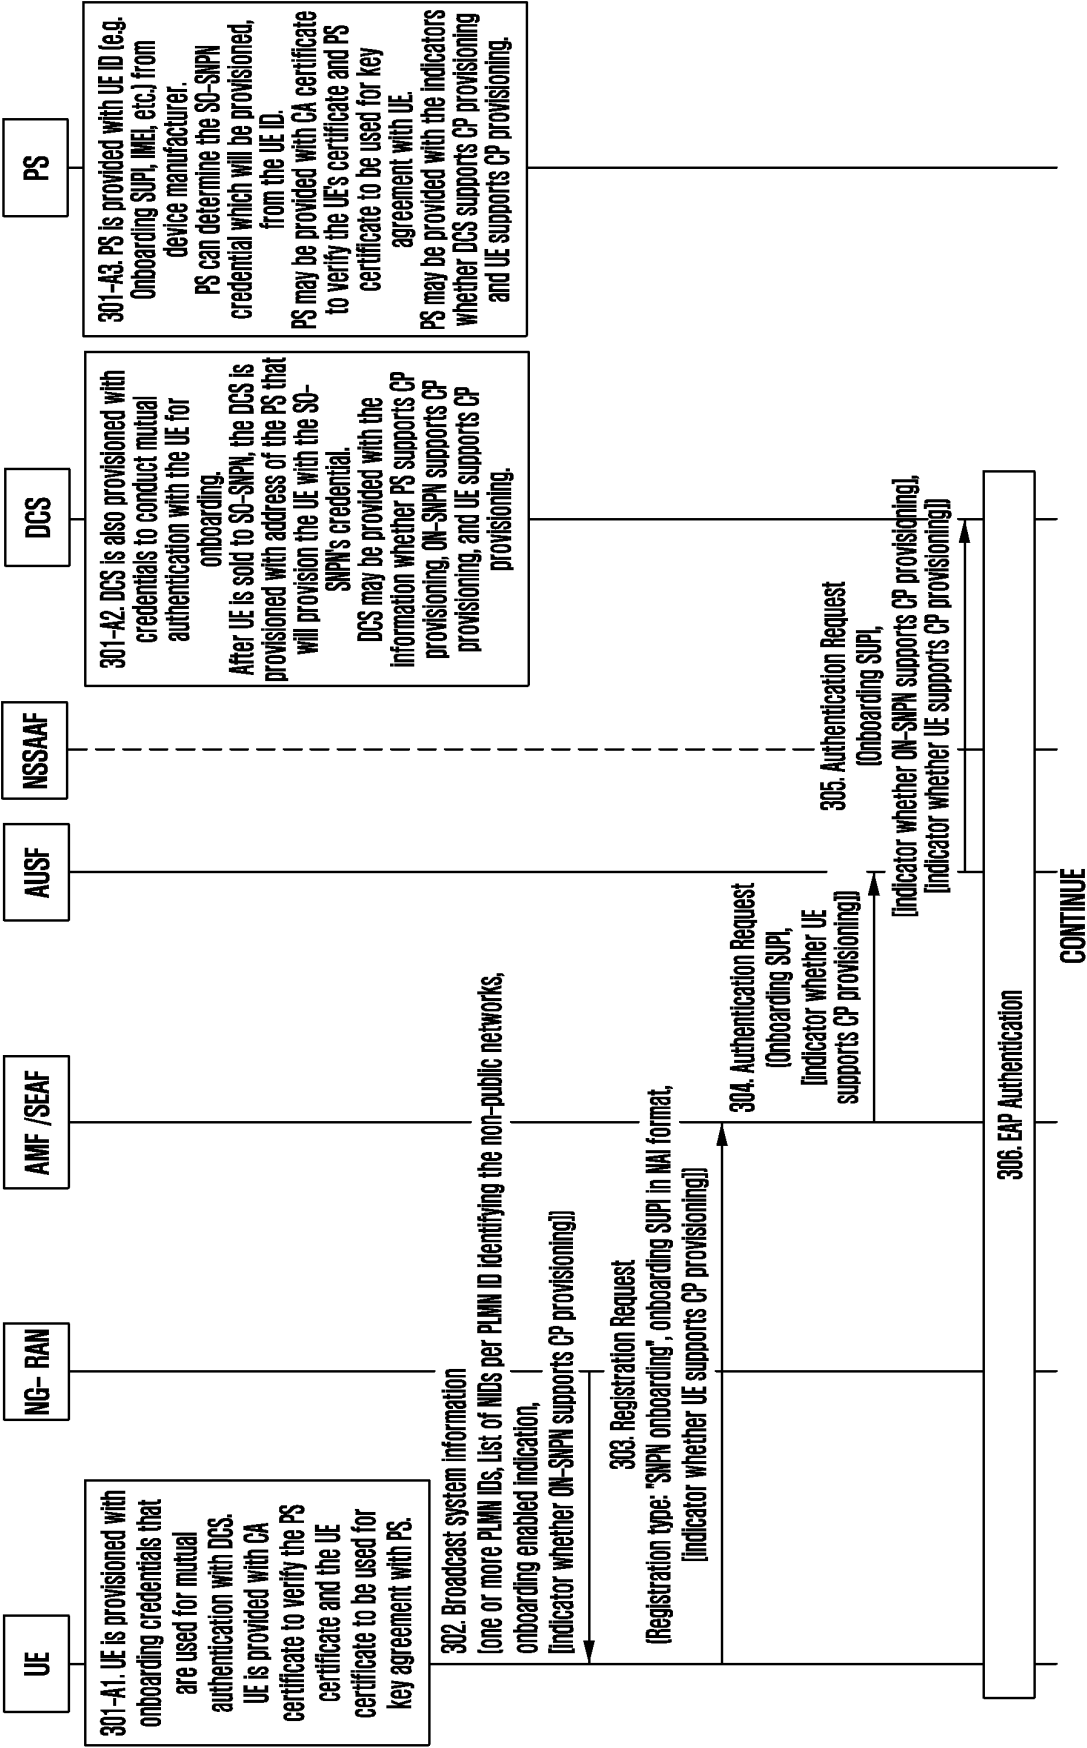 UE
NG- RAN
AMF /SEAF
AUSF
NSSAAF
DCS
PS
301-A1. UE is provisioned with
onboarding credentials that
are used for mutual
authentication with DCS.
UE is provided with CA
certificate to verify the PS
certificate and the UE
certificate to be used for
key agreement with PS.
301-A2. DCS is also provisioned with
credentials to conduct mutual
authentication with the UE for
onboarding.
After UE is sold to SO-SNPN, the DCS is
provisioned with address of the PS that
will provision the UE with the SO-
SNPN's credential.
DCS may be provided with the
information whether PS supports CP
provisioning, ON-SNPN supports CP
provisioning, and UE supports CP
provisioning.
301-A3. PS is provided with UE ID (e.g.
Onboarding SUPI, IMEI, etc.) from
device manufacturer.
PS can determine the SO-SNPN
credential which will be provisioned,
from the UE ID.
PS may be provided with CA certificate
to verify the UE's certificate and PS
certificate to be used for key
agreement with UE.
PS may be provided with the indicators
whether DCS supports CP provisioning
and UE supports CP provisioning.
302. Broadcast system information
(one or more PLMN IDs, List of NIDs per PLMN ID identifying the non-public networks,
onboarding enabled indication,
[indicator whether ON-SNPN supports CP provisioning])
303. Registration Request
(Registration type: "SNPN onboarding", onboarding SUPI in NAI format,
[indicator whether UE supports CP provisioning])
304. Authentication Request
(Onboarding SUPI,
[indicator whether UE
supports CP provisioning])
305. Authentication Request
(Onboarding SUPI,
[indicator whether ON-SNPN supports CP provisioning],
[indicator whether UE supports CP provisioning])
306. EAP Authentication
CONTINUE